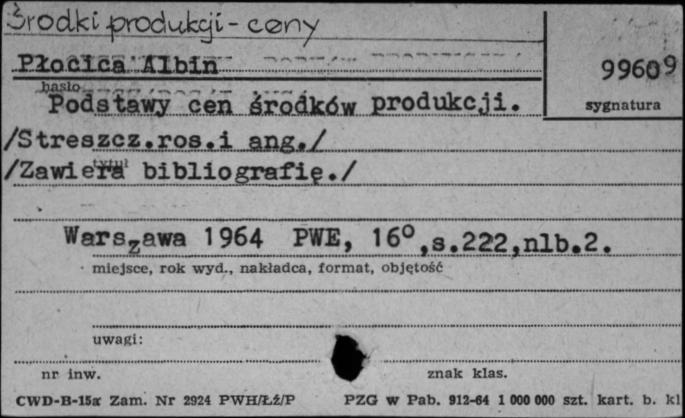 Środki produkcji - ceny
Płocica Albin
99609
hasło
sygnatura
Podstawy cen środków produkcji.
/Streszcz.ros.i ang./
tytuł
/Zawiera bibliografię./
Warszawa 1964 PWE, 16°,s.222,nlb.2.
miejsce, rok wyd., nakładca, format, objętość
uwagi:
nr inw.
znak klas.
CWD-B-15a Zam. Nr 2924 PWH/Łż/P PZG w Pab. 912-64 1 000 000 szt. kart. b. kl